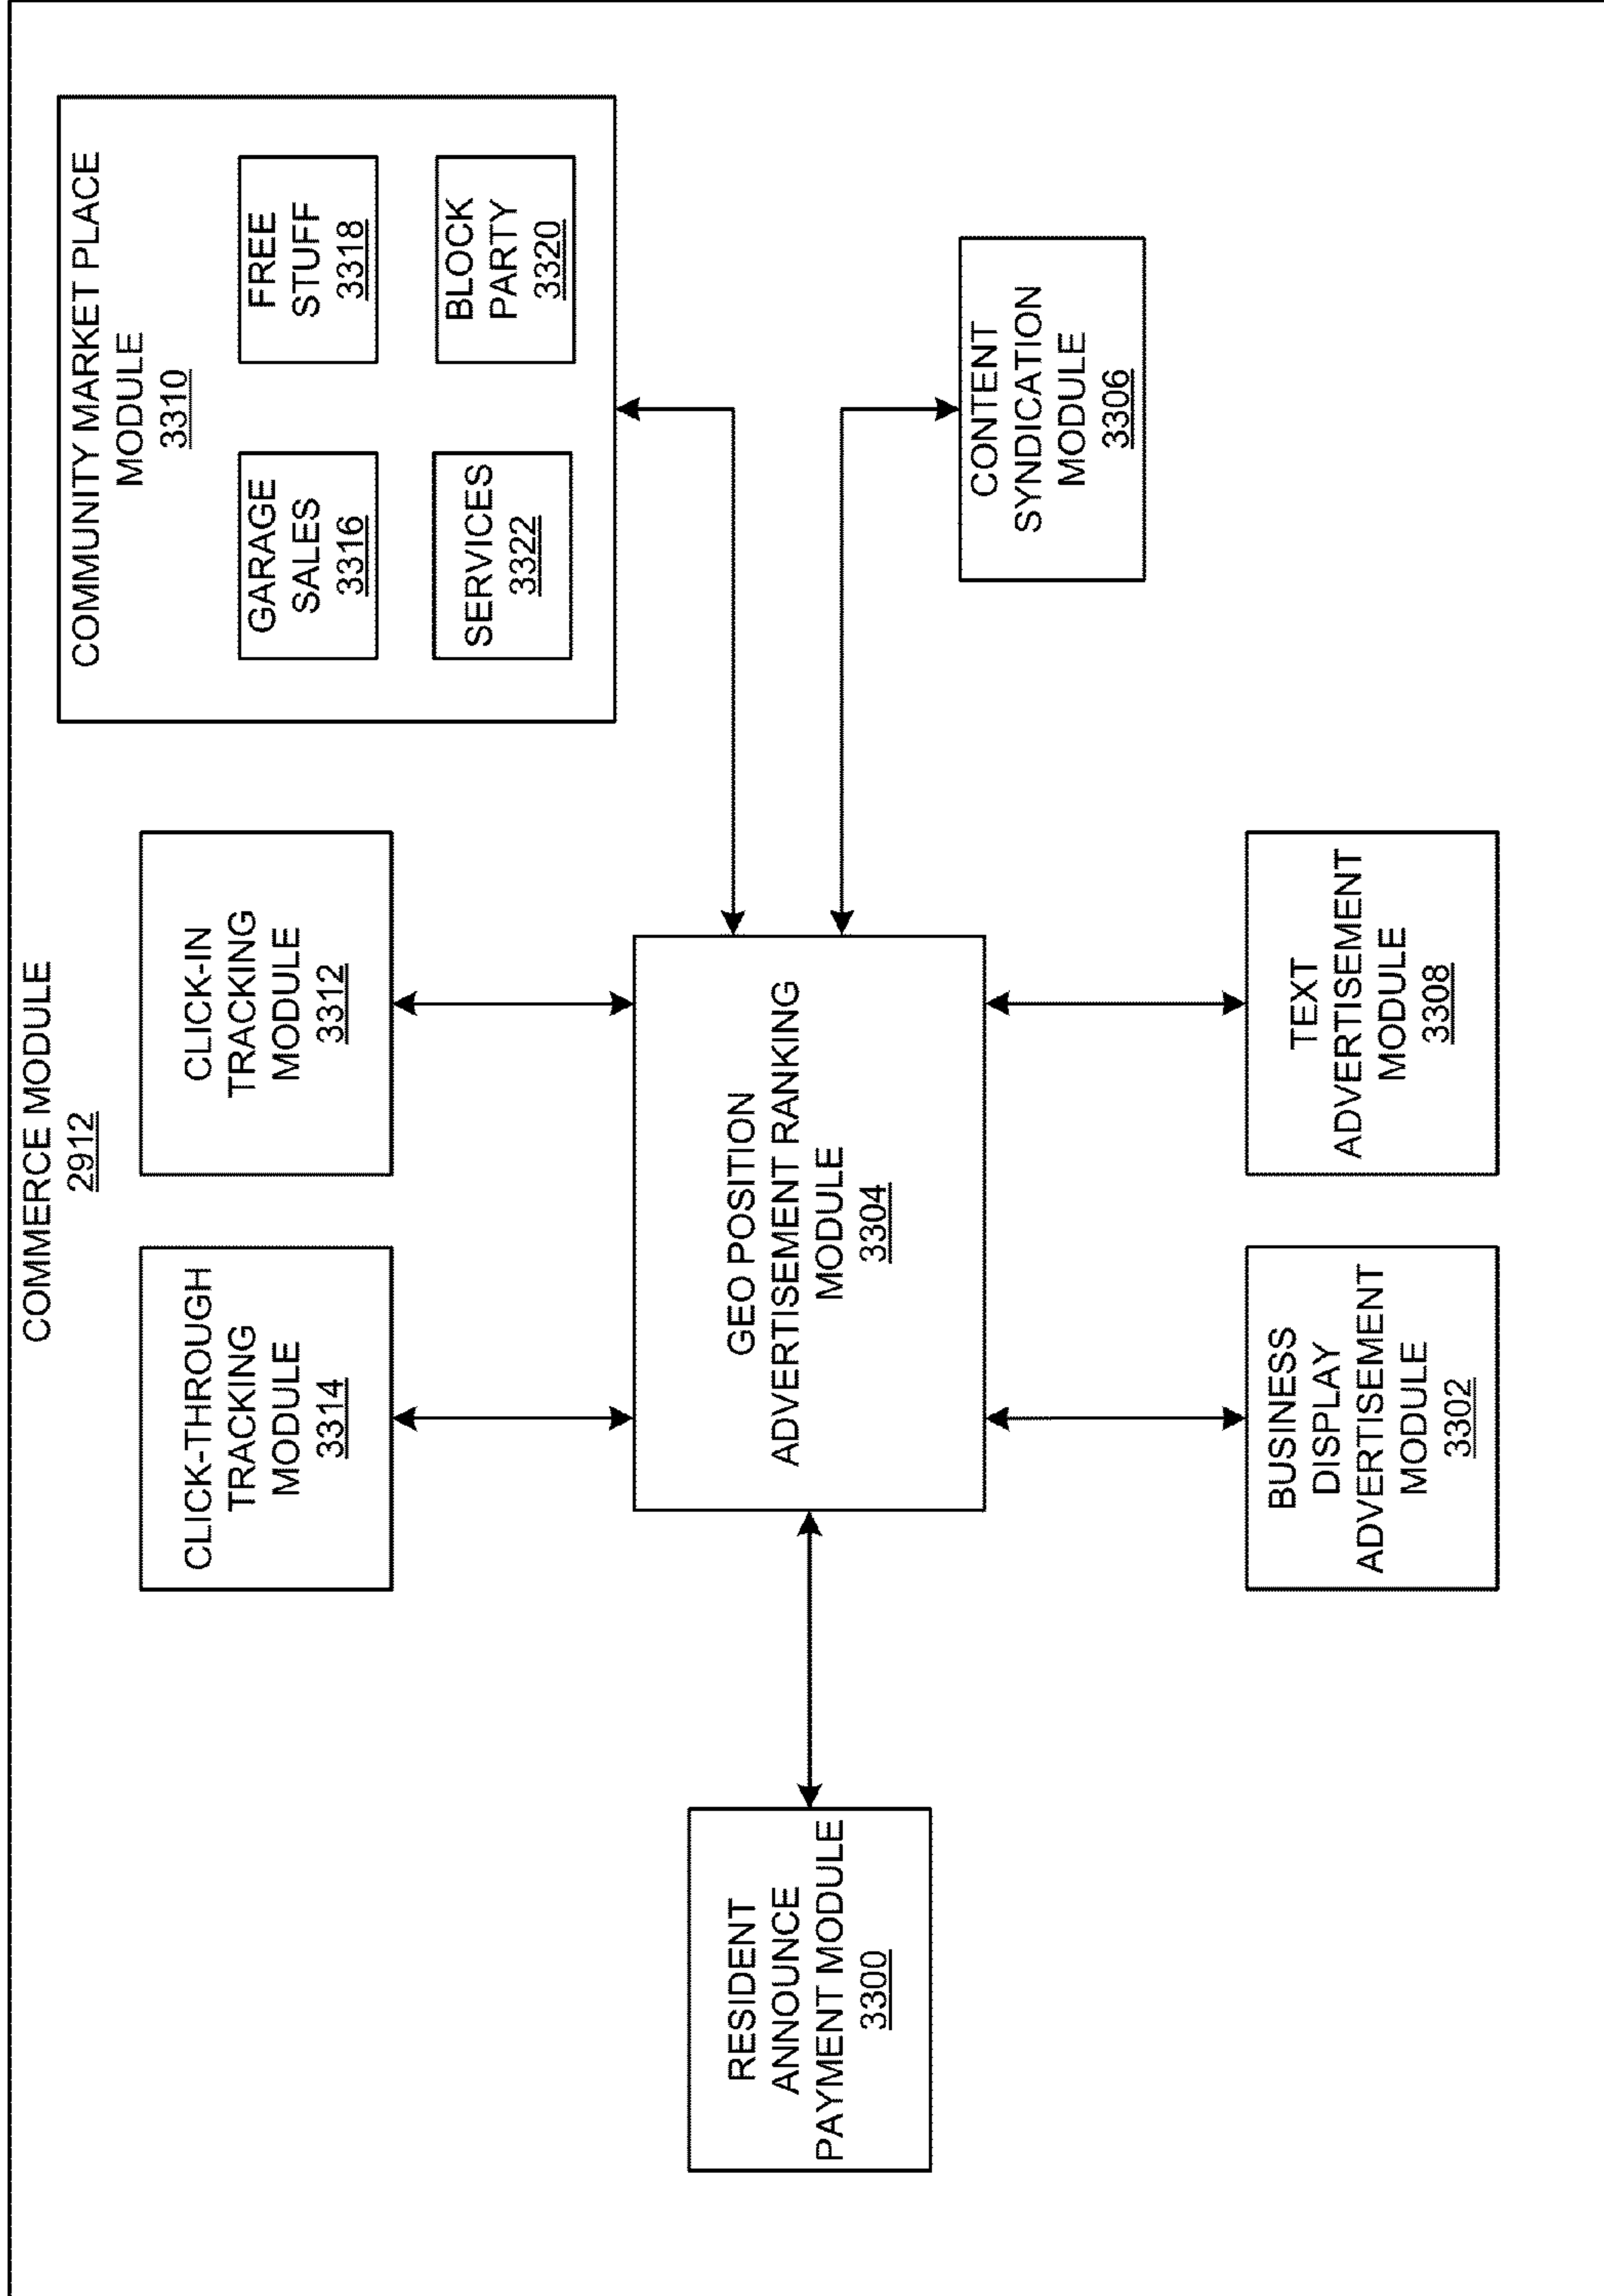 COMMERCE MODULE
2912
CLICK-THROUGH
TRACKING
MODULE
3314
CLICK-IN
TRACKING
MODULE
3312
COMMUNITY MARKET PLACE
MODULE
3310
GARAGE
SALES
3316
FREE
STUFF
3318
SERVICES
3322
BLOCK
PARTY
3320
RESIDENT
ANNOUNCE
PAYMENT MODULE
3300
GEO POSITION
ADVERTISEMENT RANKING
MODULE
3304
CONTENT
SYNDICATION
MODULE
3306
BUSINESS
DISPLAY
ADVERTISEMENT
MODULE
3302
TEXT
ADVERTISEMENT
MODULE
3308